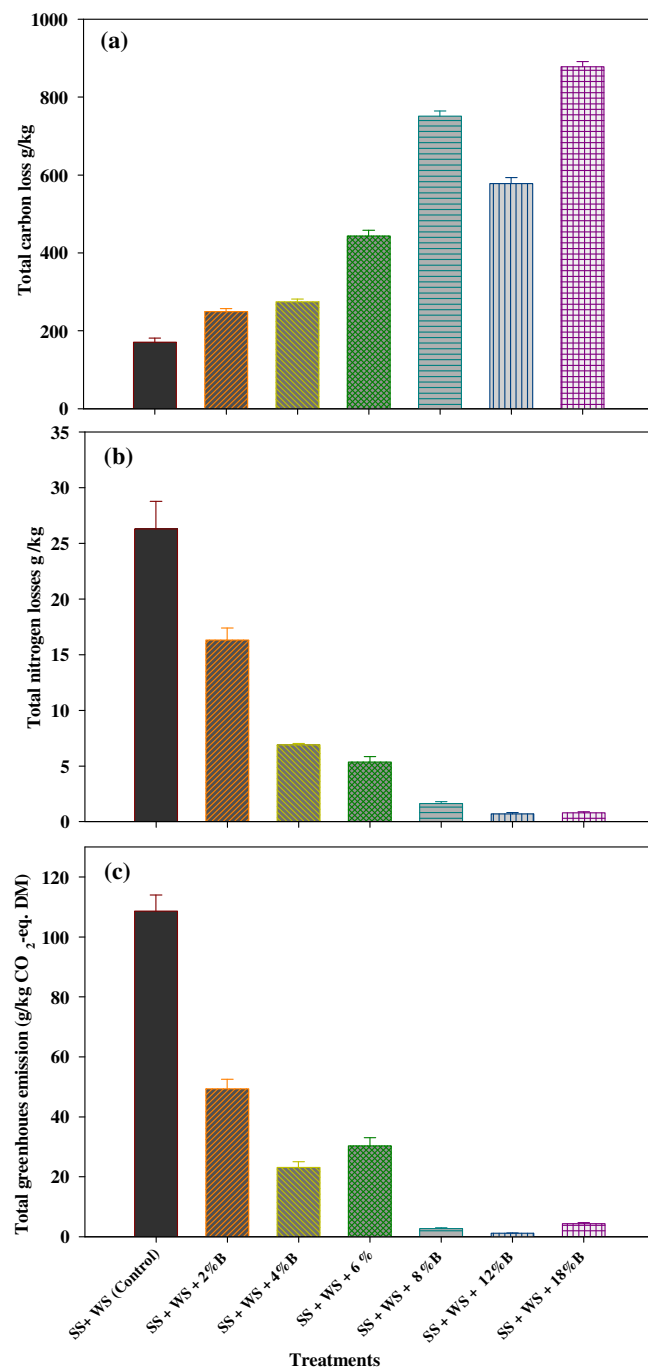 (a)
Total carbon loss g/kg
1000
800
600
400
200
0
(b)
Total nitrogen losses g /kg
35
30
25
20
15
10
5
0
(c)
Total greenhoues emission (g/kg CO 2-eq. DM)
120
100
80
60
40
20
0
SS+ WS (Control)
SS + WS + 2%B
SS + WS + 4%B
SS + WS + 6 %
SS + WS + 8%B
SS + WS + 12%B
SS + WS + 18%B
Treatments